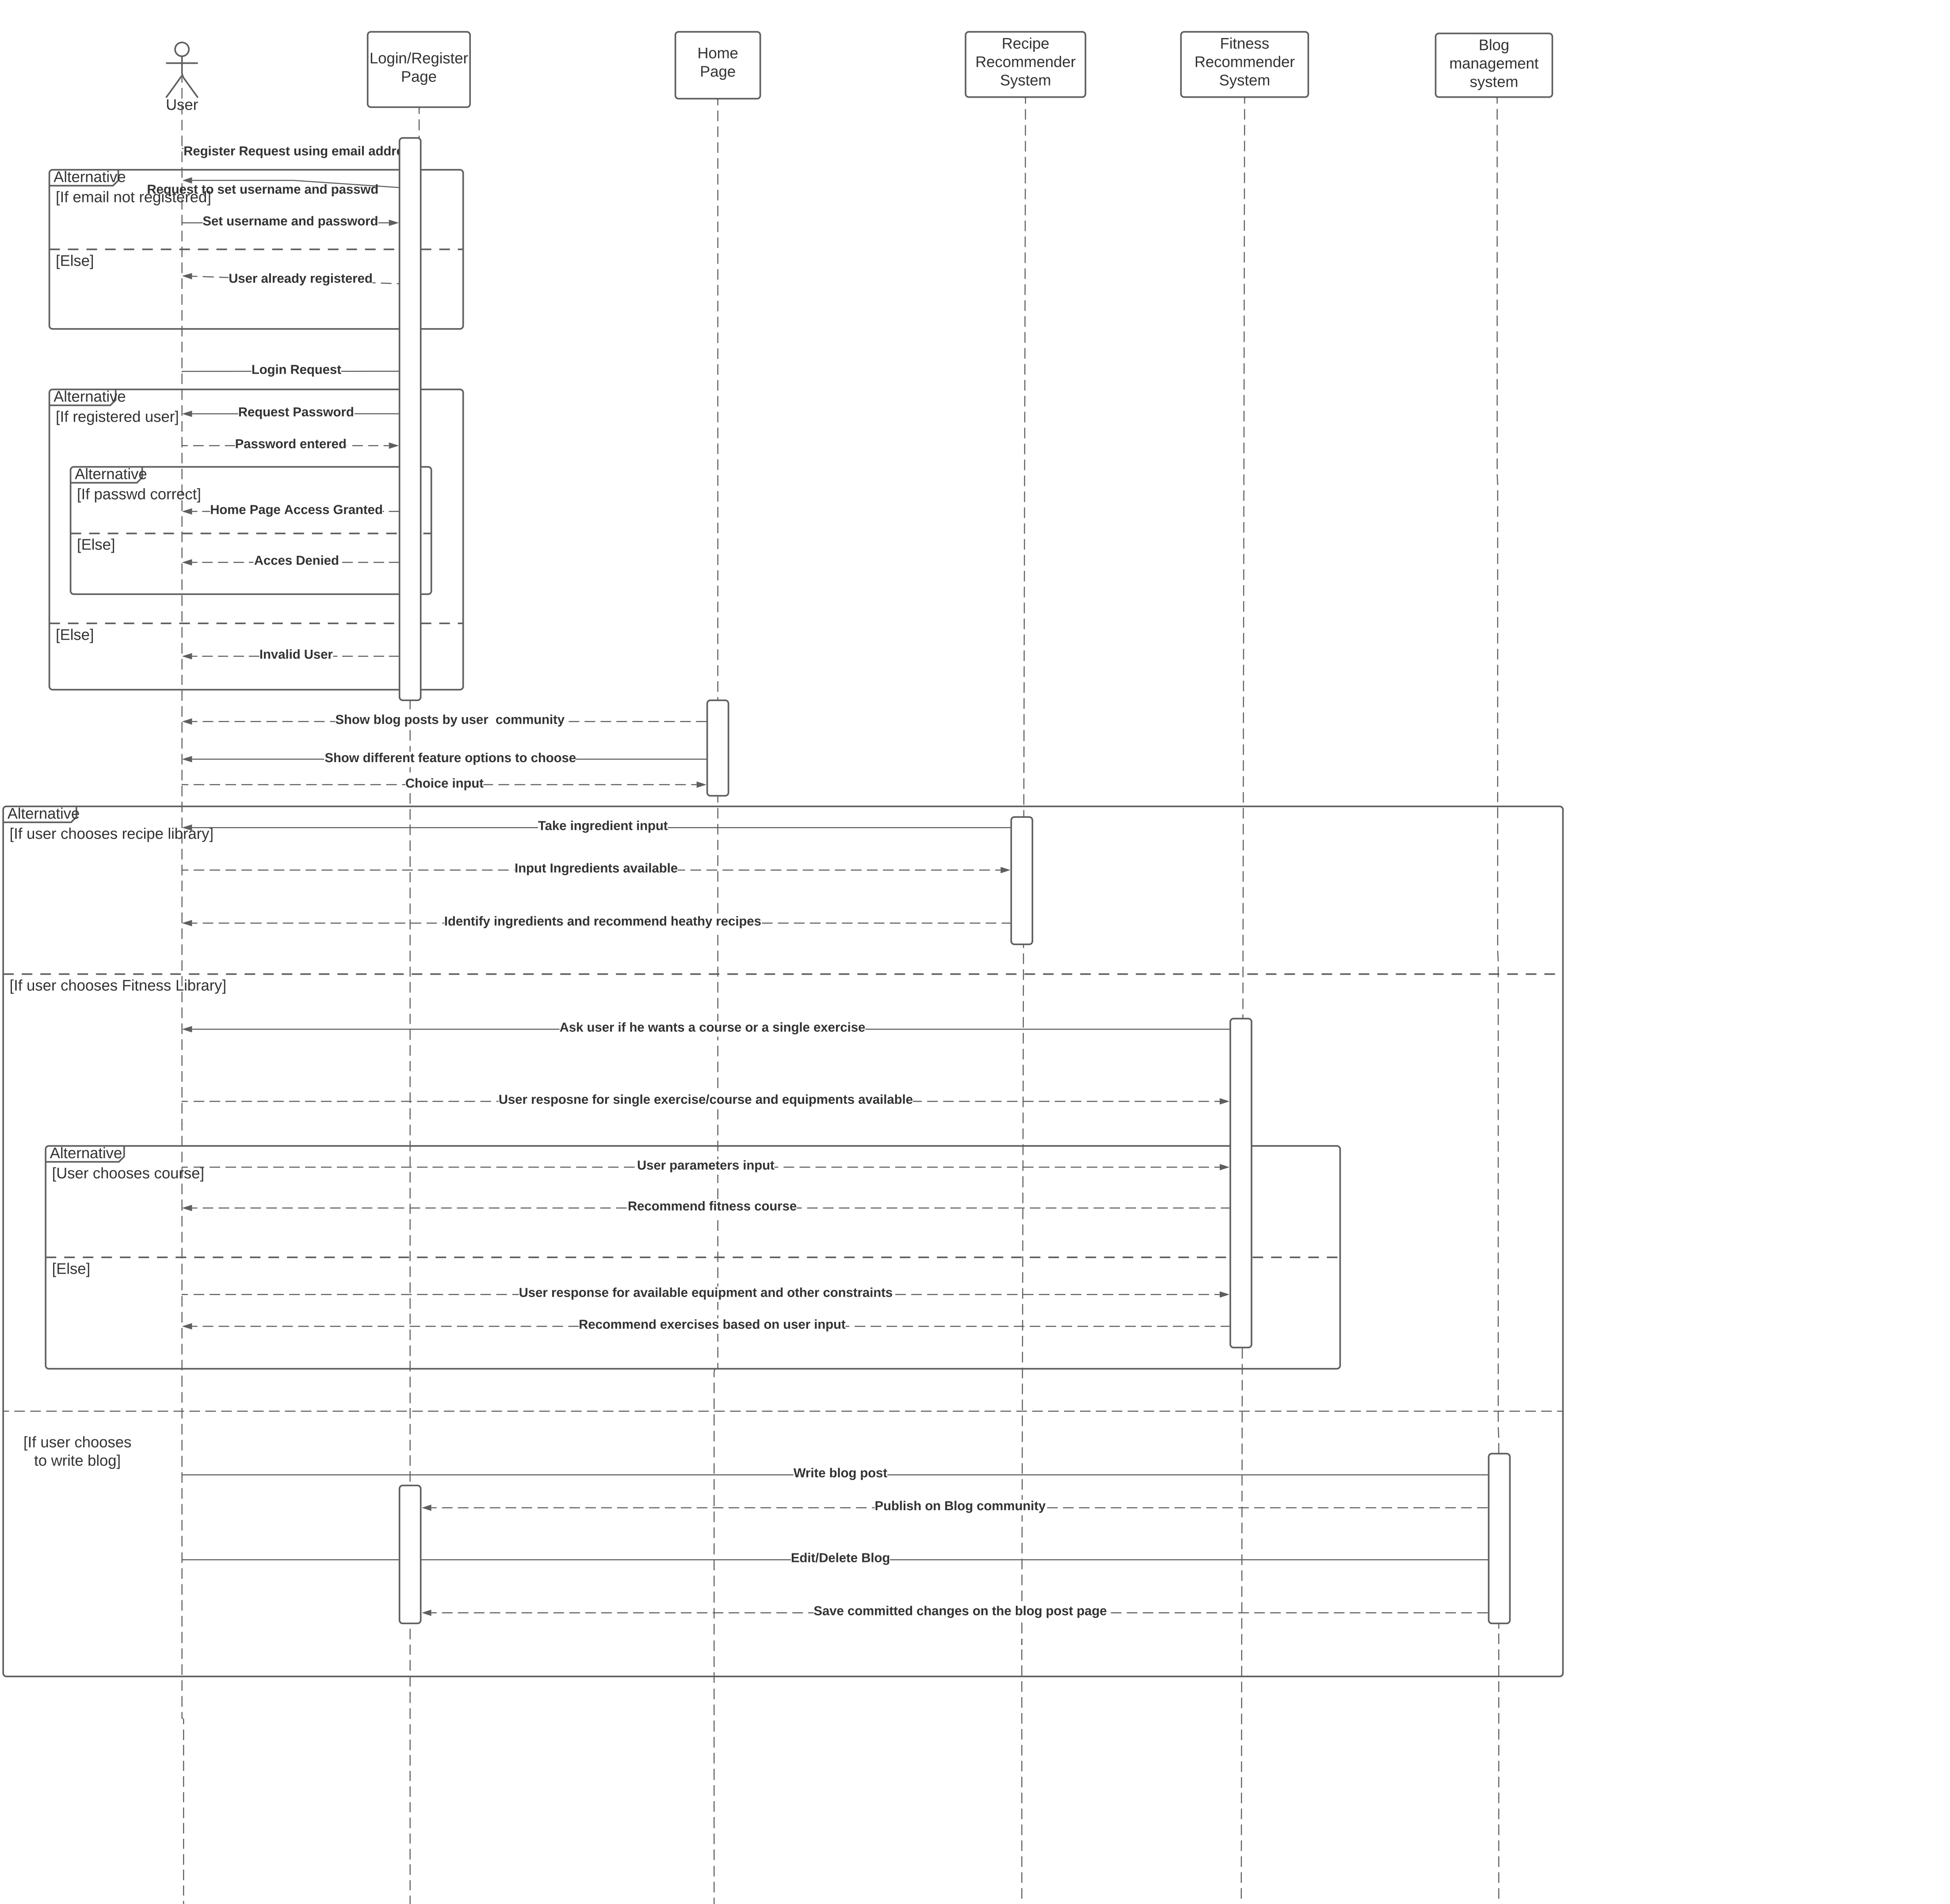 User
Login/Register
Page
Home
Page
Recipe
Recommender
System
Fitness
Recommender
System
Blog
management
system
Register Request using email addre
Alternative
[If email not registered]
Request to set username and passwd
Set username and password
[Else]
User already registered
Login Request
Alternative
[If registered user]
Request Password
Password entered
Alternative
[If passwd correct]
Home Page Access Granted
[Else]
Acces Denied
[Else]
Invalid User
Show blog posts by user community
Show different feature options to choose
Choice input
Alternative
[If user chooses recipe library]
Take ingredient input
Input Ingredients available
Identify ingredients and recommend heathy recipes
[If user chooses Fitness Library]
Ask user if he wants a course or a single exercise
User resposne for single exercise/course and equipments available
Alternative
[User chooses course]
User parameters input
Recommend fitness course
[Else]
User response for available equipment and other constraints
Recommend exercises based on user input
[If user chooses
to write blog]
Write blog post
Publish on Blog community
Edit/Delete Blog
Save committed changes on the blog post page